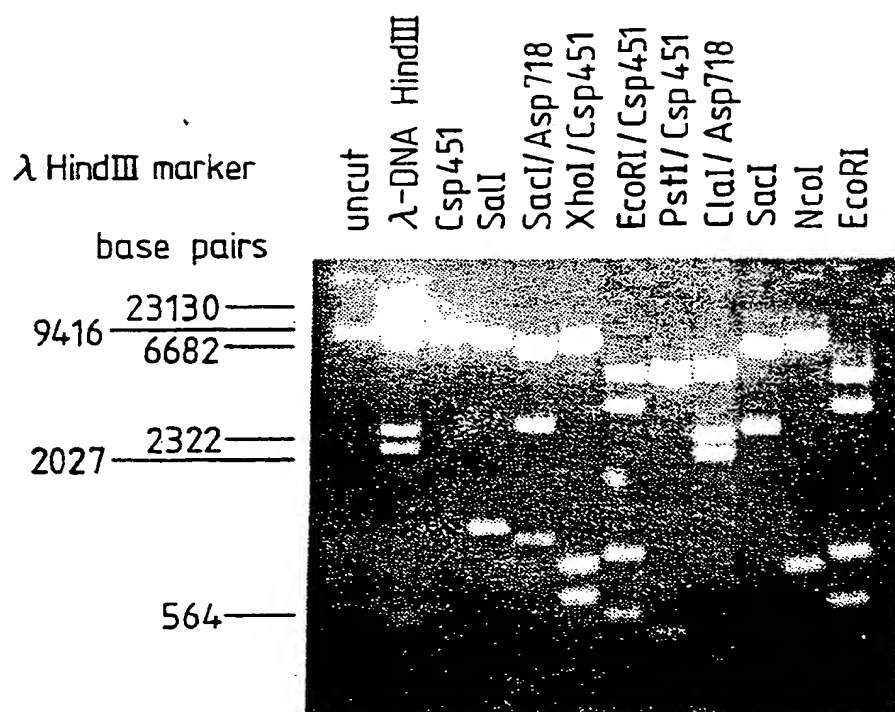 uncut
λ-DNA HindIII
Csp451
SalI
SacI/Asp718
XhoI/Csp451
EcoRI/Csp451
PstI/Csp451
ClaI/Asp718
SacI
NcoI
EcoRI
λ HindIII marker
base pairs
23130
9416
6682
2322
2027
564